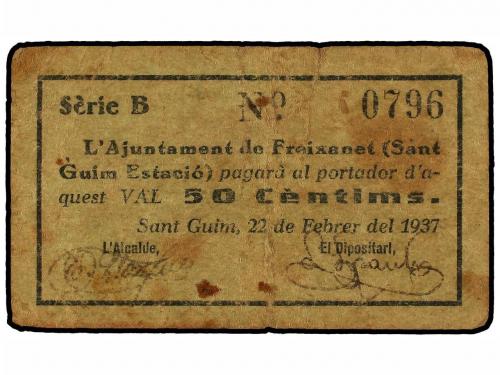 Sèrie B Nº 0796
L'Ajuntament de Freixanet (Sant
Guim Estació) pagarà al portador d'a-
quest VAL 50 Cèntims.
Sant Guim, 22 de Febrer del 1937
L'Alcalde, El Dipositari,